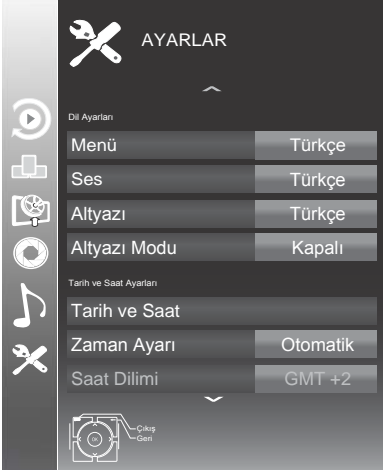 AYARLAR
Dil Ayarları
Menü Türkçe
Ses Türkçe
Altyazı Türkçe
Altyazı Modu Kapalı
Tarih ve Saat Ayarları
Tarih ve Saat
Zaman Ayarı Otomatik
Saat Dilimi GMT +2
Çıkış
OK Geri